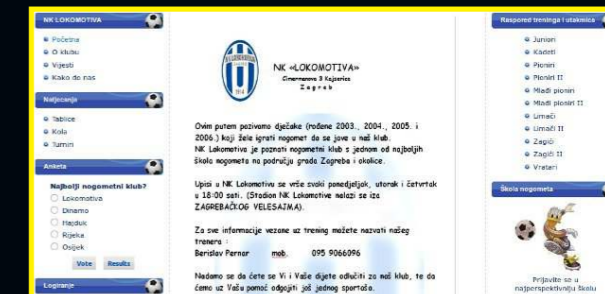 NK LOKOMOTIVA
Početna
O klubu
Vijesti
Kako do nas
Natjecanje
Tablice
Kola
Turniri
Anketa
Najbolji nogometni klub?
Lokomotiva
Dinamo
Hajduk
Rijeka
Osijek
Vote Results
Logiranje
NK «LOKOMOTIVA»
Zagreb
Ovim putem pozivamo dječake (rođene 2003., 2004., 2005. i
2006.) koji žele igrati nogomet da se jave u naš klub.
NK Lokomotiva je poznati nogometni klub s jednom od najboljih
škola nogometa na području grada Zagreba i okolice.
Upisi u NK Lokomotivu se vrše svaki ponedjeljak, utorak i četvrtak
u 18:00 sati. (Stadion NK Lokomotive nalazi se iza
ZAGREBAČKOG VELESAJMA).
Za sve informacije vezane uz trening možete nazvati našeg
trenera :
Berislav Pernar mob. 095 9066096
Nadamo se da ćete se Vi i Vaše dijete odlučiti za naš klub, te da
ćemo uz Vašu pomoć odgojiti još jednog sportaša.
Raspored treninga i utakmica
Juniori
Kadeti
Pioniri
Pioniri II
Mlađi pioniri
Mlađi pioniri II
Limači
Limači II
Zagići
Zagići II
Vratari
Škola nogometa
Prijavite se u
najperspektivniju školu